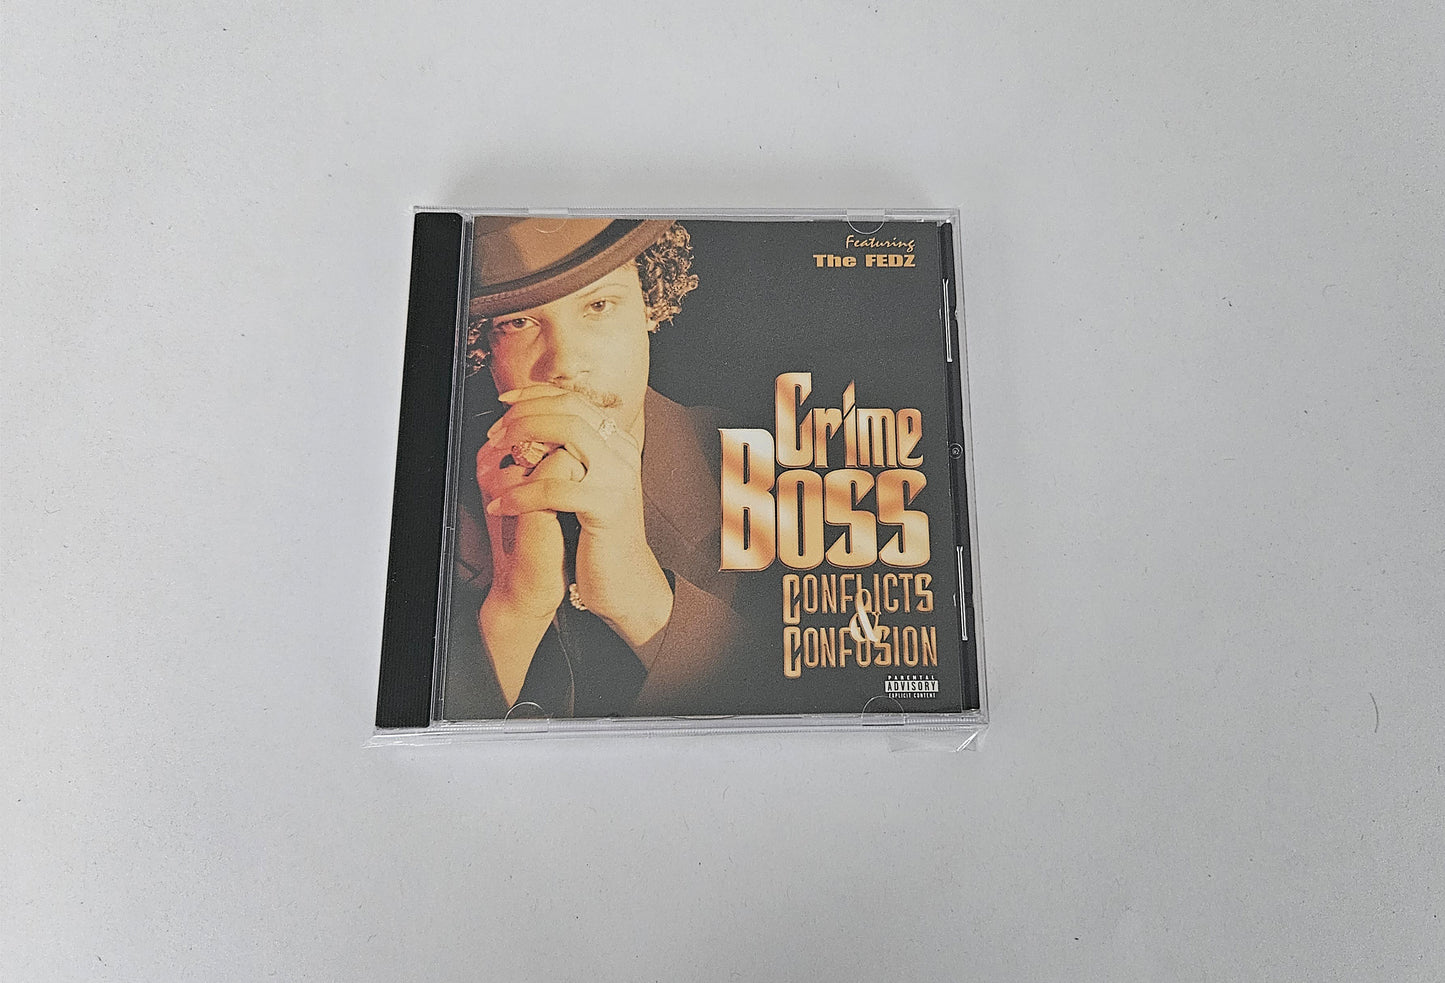 Featuring
The FEDZ
Crime
Boss
CONFLICTS
&
CONFUSION
PARENTAL
ADVISORY
EXPLICIT CONTENT